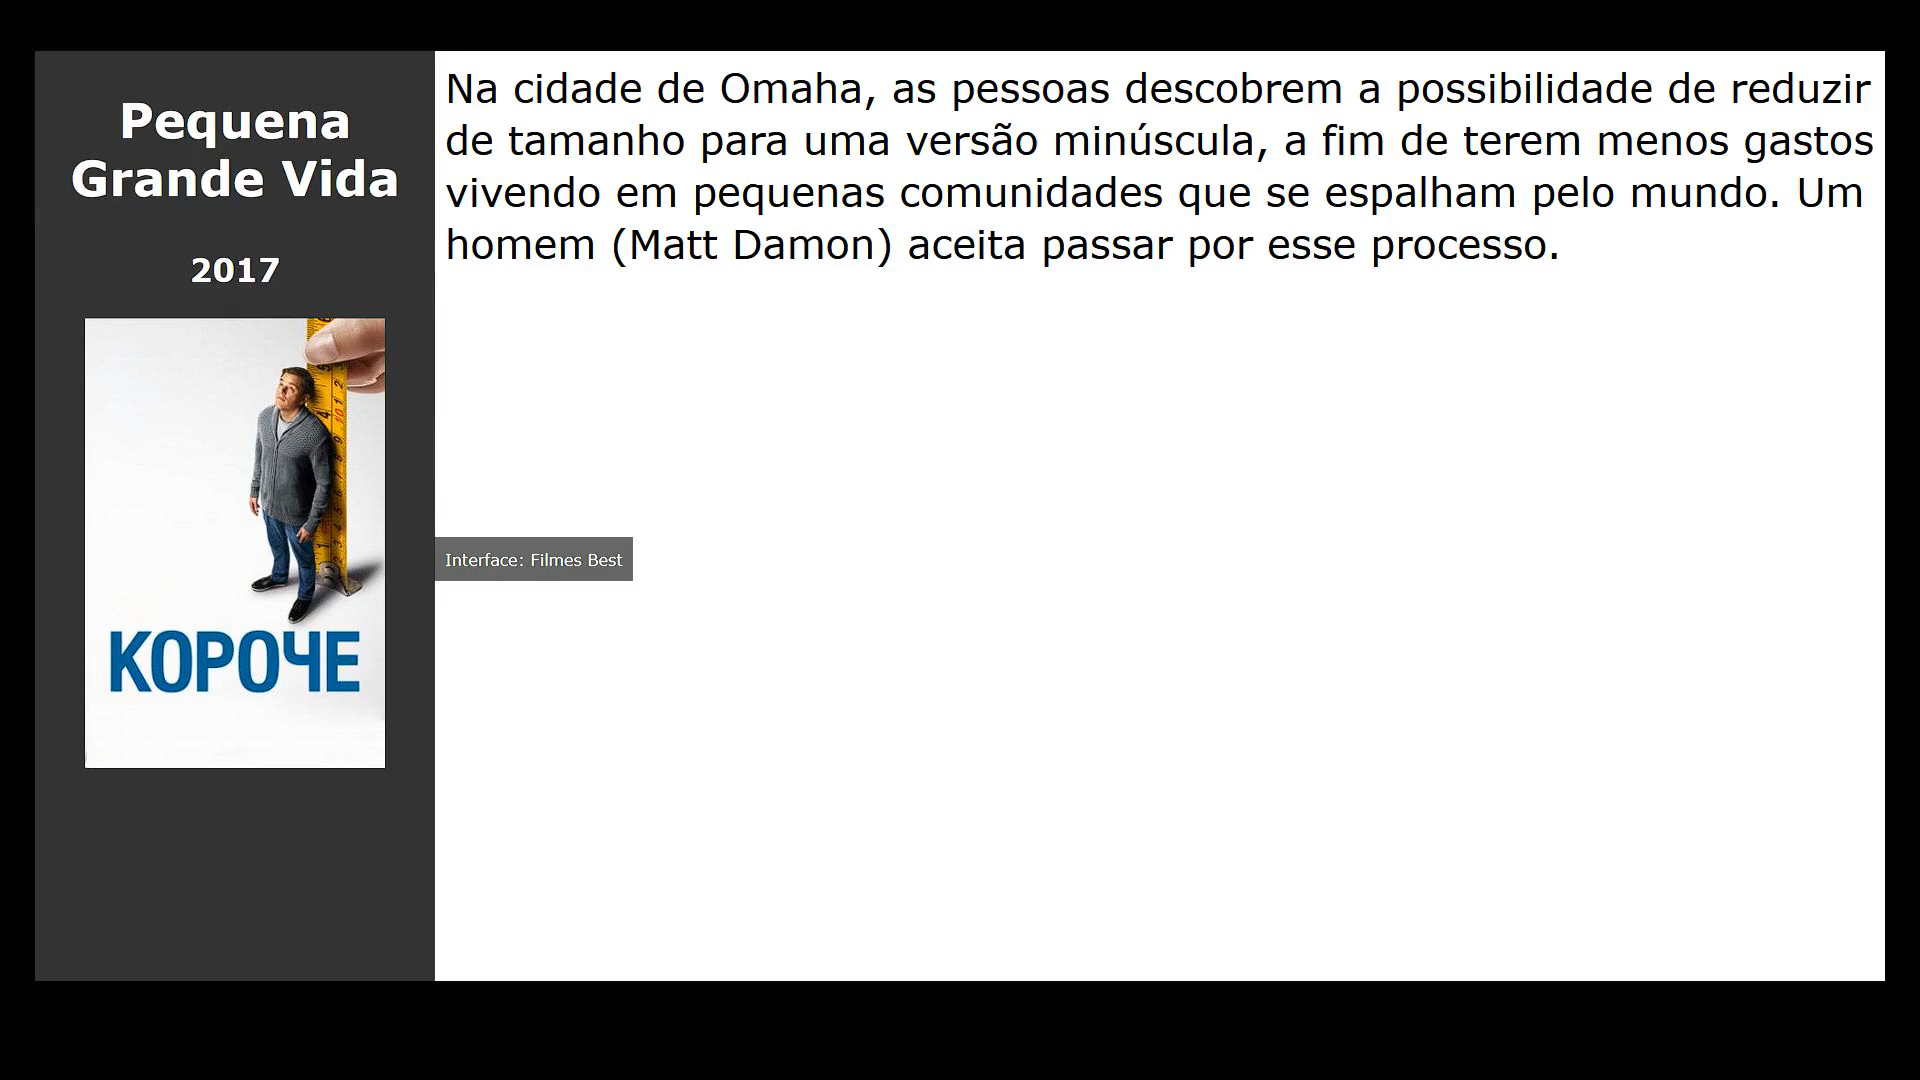 Pequena
Grande Vida
2017
КОРОЧЕ
Na cidade de Omaha, as pessoas descobrem a possibilidade de reduzir
de tamanho para uma versão minúscula, a fim de terem menos gastos
vivendo em pequenas comunidades que se espalham pelo mundo. Um
homem (Matt Damon) aceita passar por esse processo.
Interface: Filmes Best